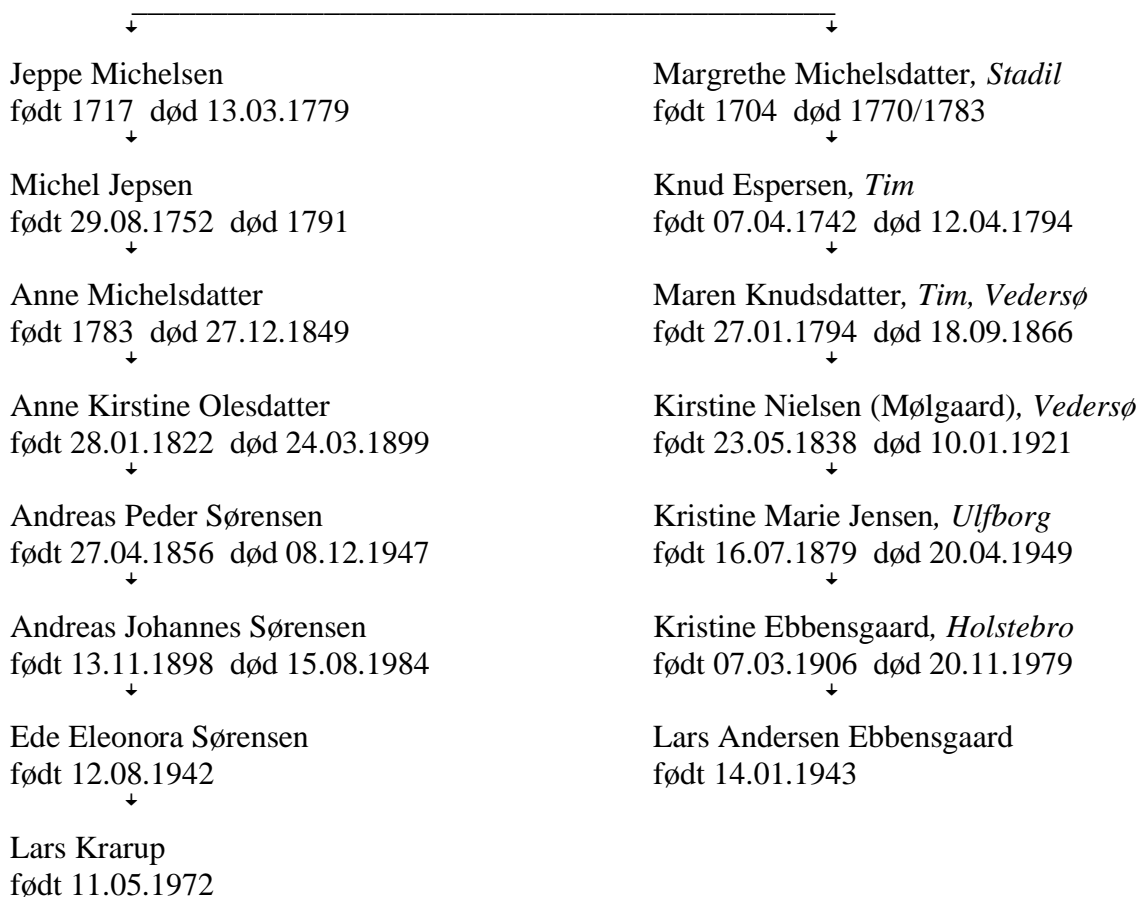 Jeppe Michelsen
født 1717 død 13.03.1779
Michel Jepsen
født 29.08.1752 død 1791
Anne Michelsdatter
født 1783 død 27.12.1849
Anne Kirstine Olesdatter
født 28.01.1822 død 24.03.1899
Andreas Peder Sørensen
født 27.04.1856 død 08.12.1947
Andreas Johannes Sørensen
født 13.11.1898 død 15.08.1984
Ede Eleonora Sørensen
født 12.08.1942
Lars Krarup
født 11.05.1972
Margrethe Michelsdatter, Stadil
født 1704 død 1770/1783
Knud Espersen, Tim
født 07.04.1742 død 12.04.1794
Maren Knudsdatter, Tim, Vedersø
født 27.01.1794 død 18.09.1866
Kirstine Nielsen (Mølgaard), Vedersø
født 23.05.1838 død 10.01.1921
Kristine Marie Jensen, Ulfborg
født 16.07.1879 død 20.04.1949
Kristine Ebbensgaard, Holstebro
født 07.03.1906 død 20.11.1979
Lars Andersen Ebbensgaard
født 14.01.1943